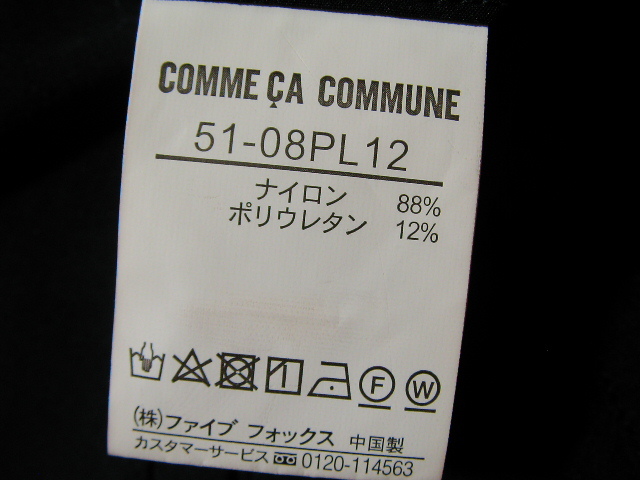 COMME ÇA COMMUNE
51-08PL12
ナイロン 88%
ポリウレタン 12%
F W
(株)ファイブ フォックス 中国製
カスタマーサービス 0120-114563